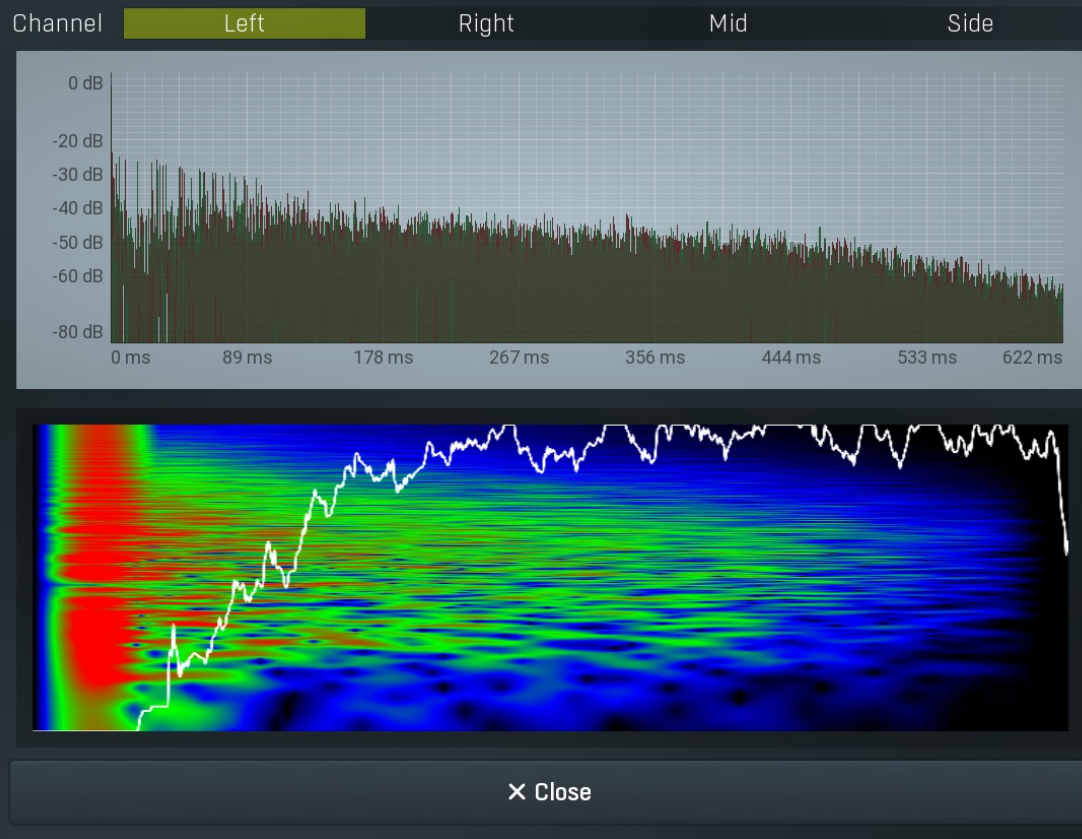 Channel Left Right Mid Side
0 dB
-20 dB
-30 dB
-40 dB
-50 dB
-60 dB
-80 dB
0 ms 89 ms 178 ms 267 ms 356 ms 444 ms 533 ms 622 ms
✕ Close